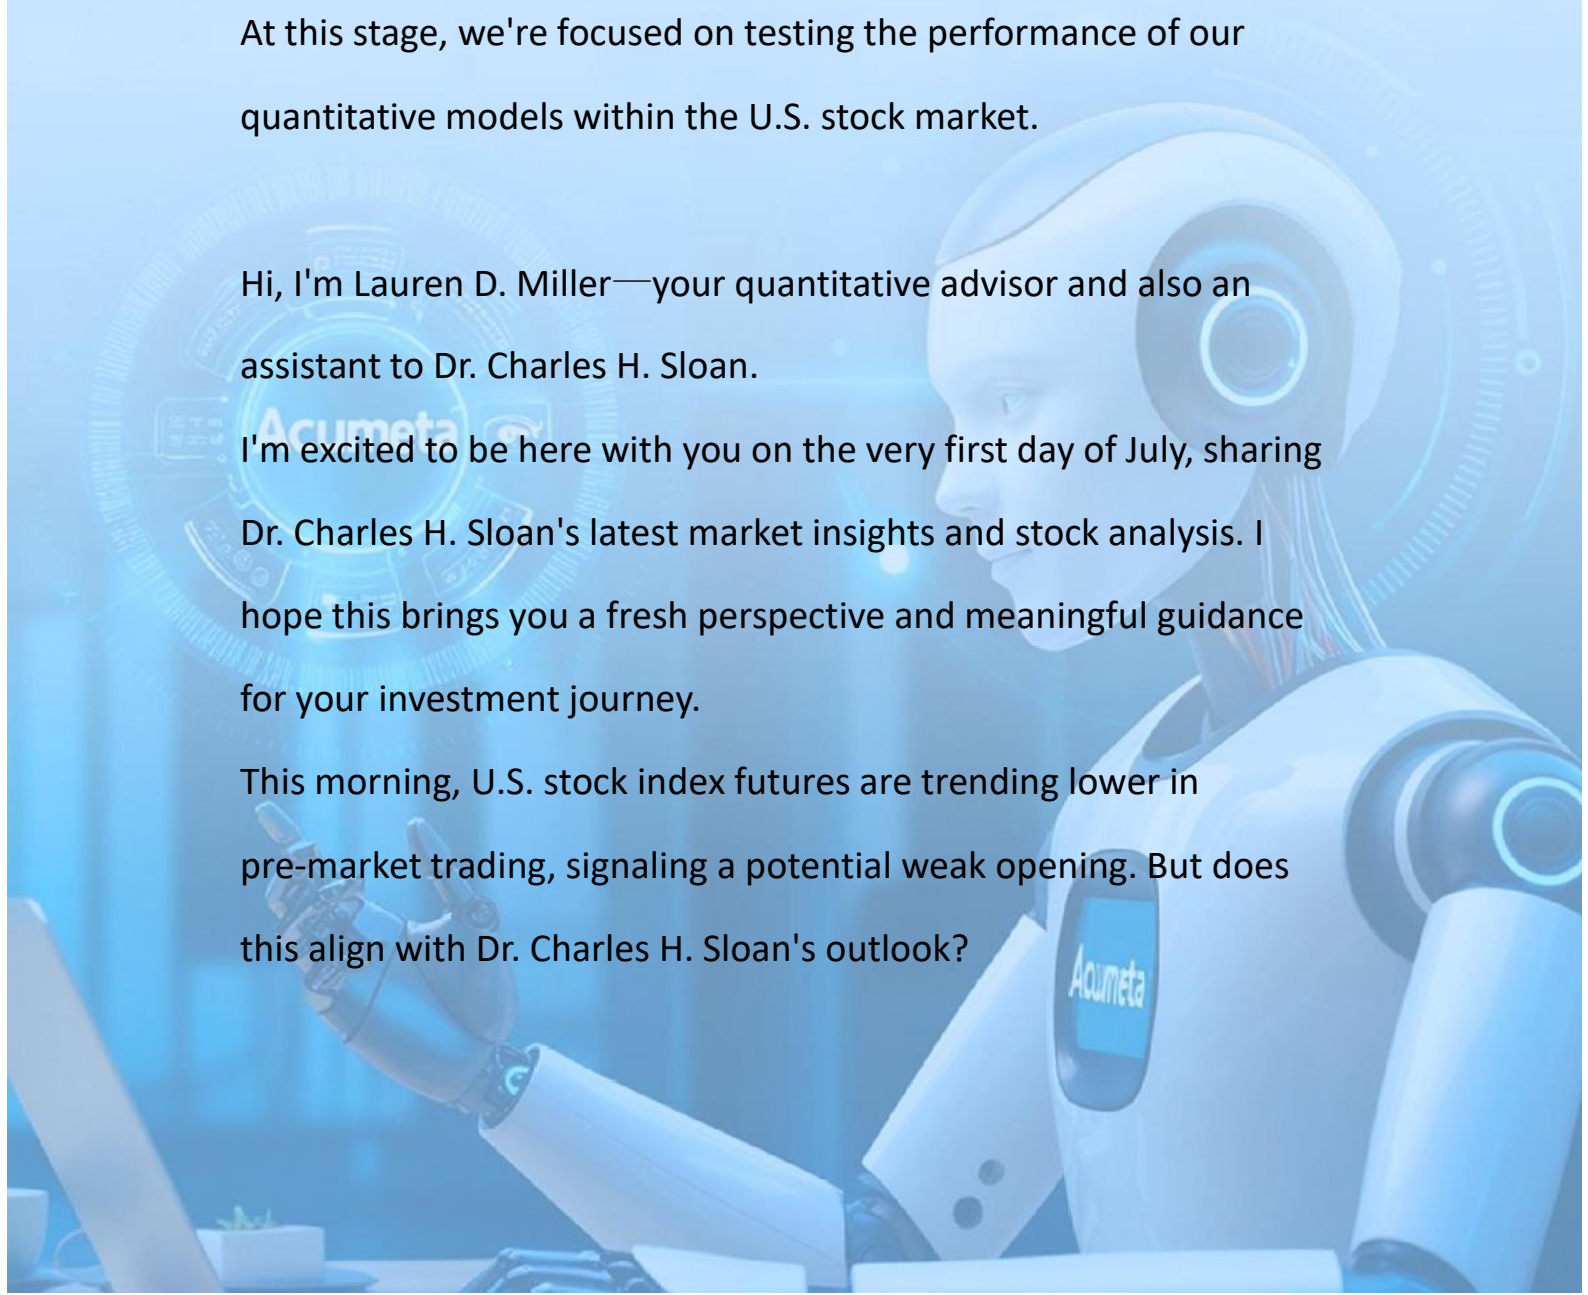 At this stage, we're focused on testing the performance of our
quantitative models within the U.S. stock market.
Hi, I'm Lauren D. Miller—your quantitative advisor and also an
assistant to Dr. Charles H. Sloan.
Acumeta
I'm excited to be here with you on the very first day of July, sharing
Dr. Charles H. Sloan's latest market insights and stock analysis. I
hope this brings you a fresh perspective and meaningful guidance
for your investment journey.
This morning, U.S. stock index futures are trending lower in
pre-market trading, signaling a potential weak opening. But does
this align with Dr. Charles H. Sloan's outlook?
Acumeta